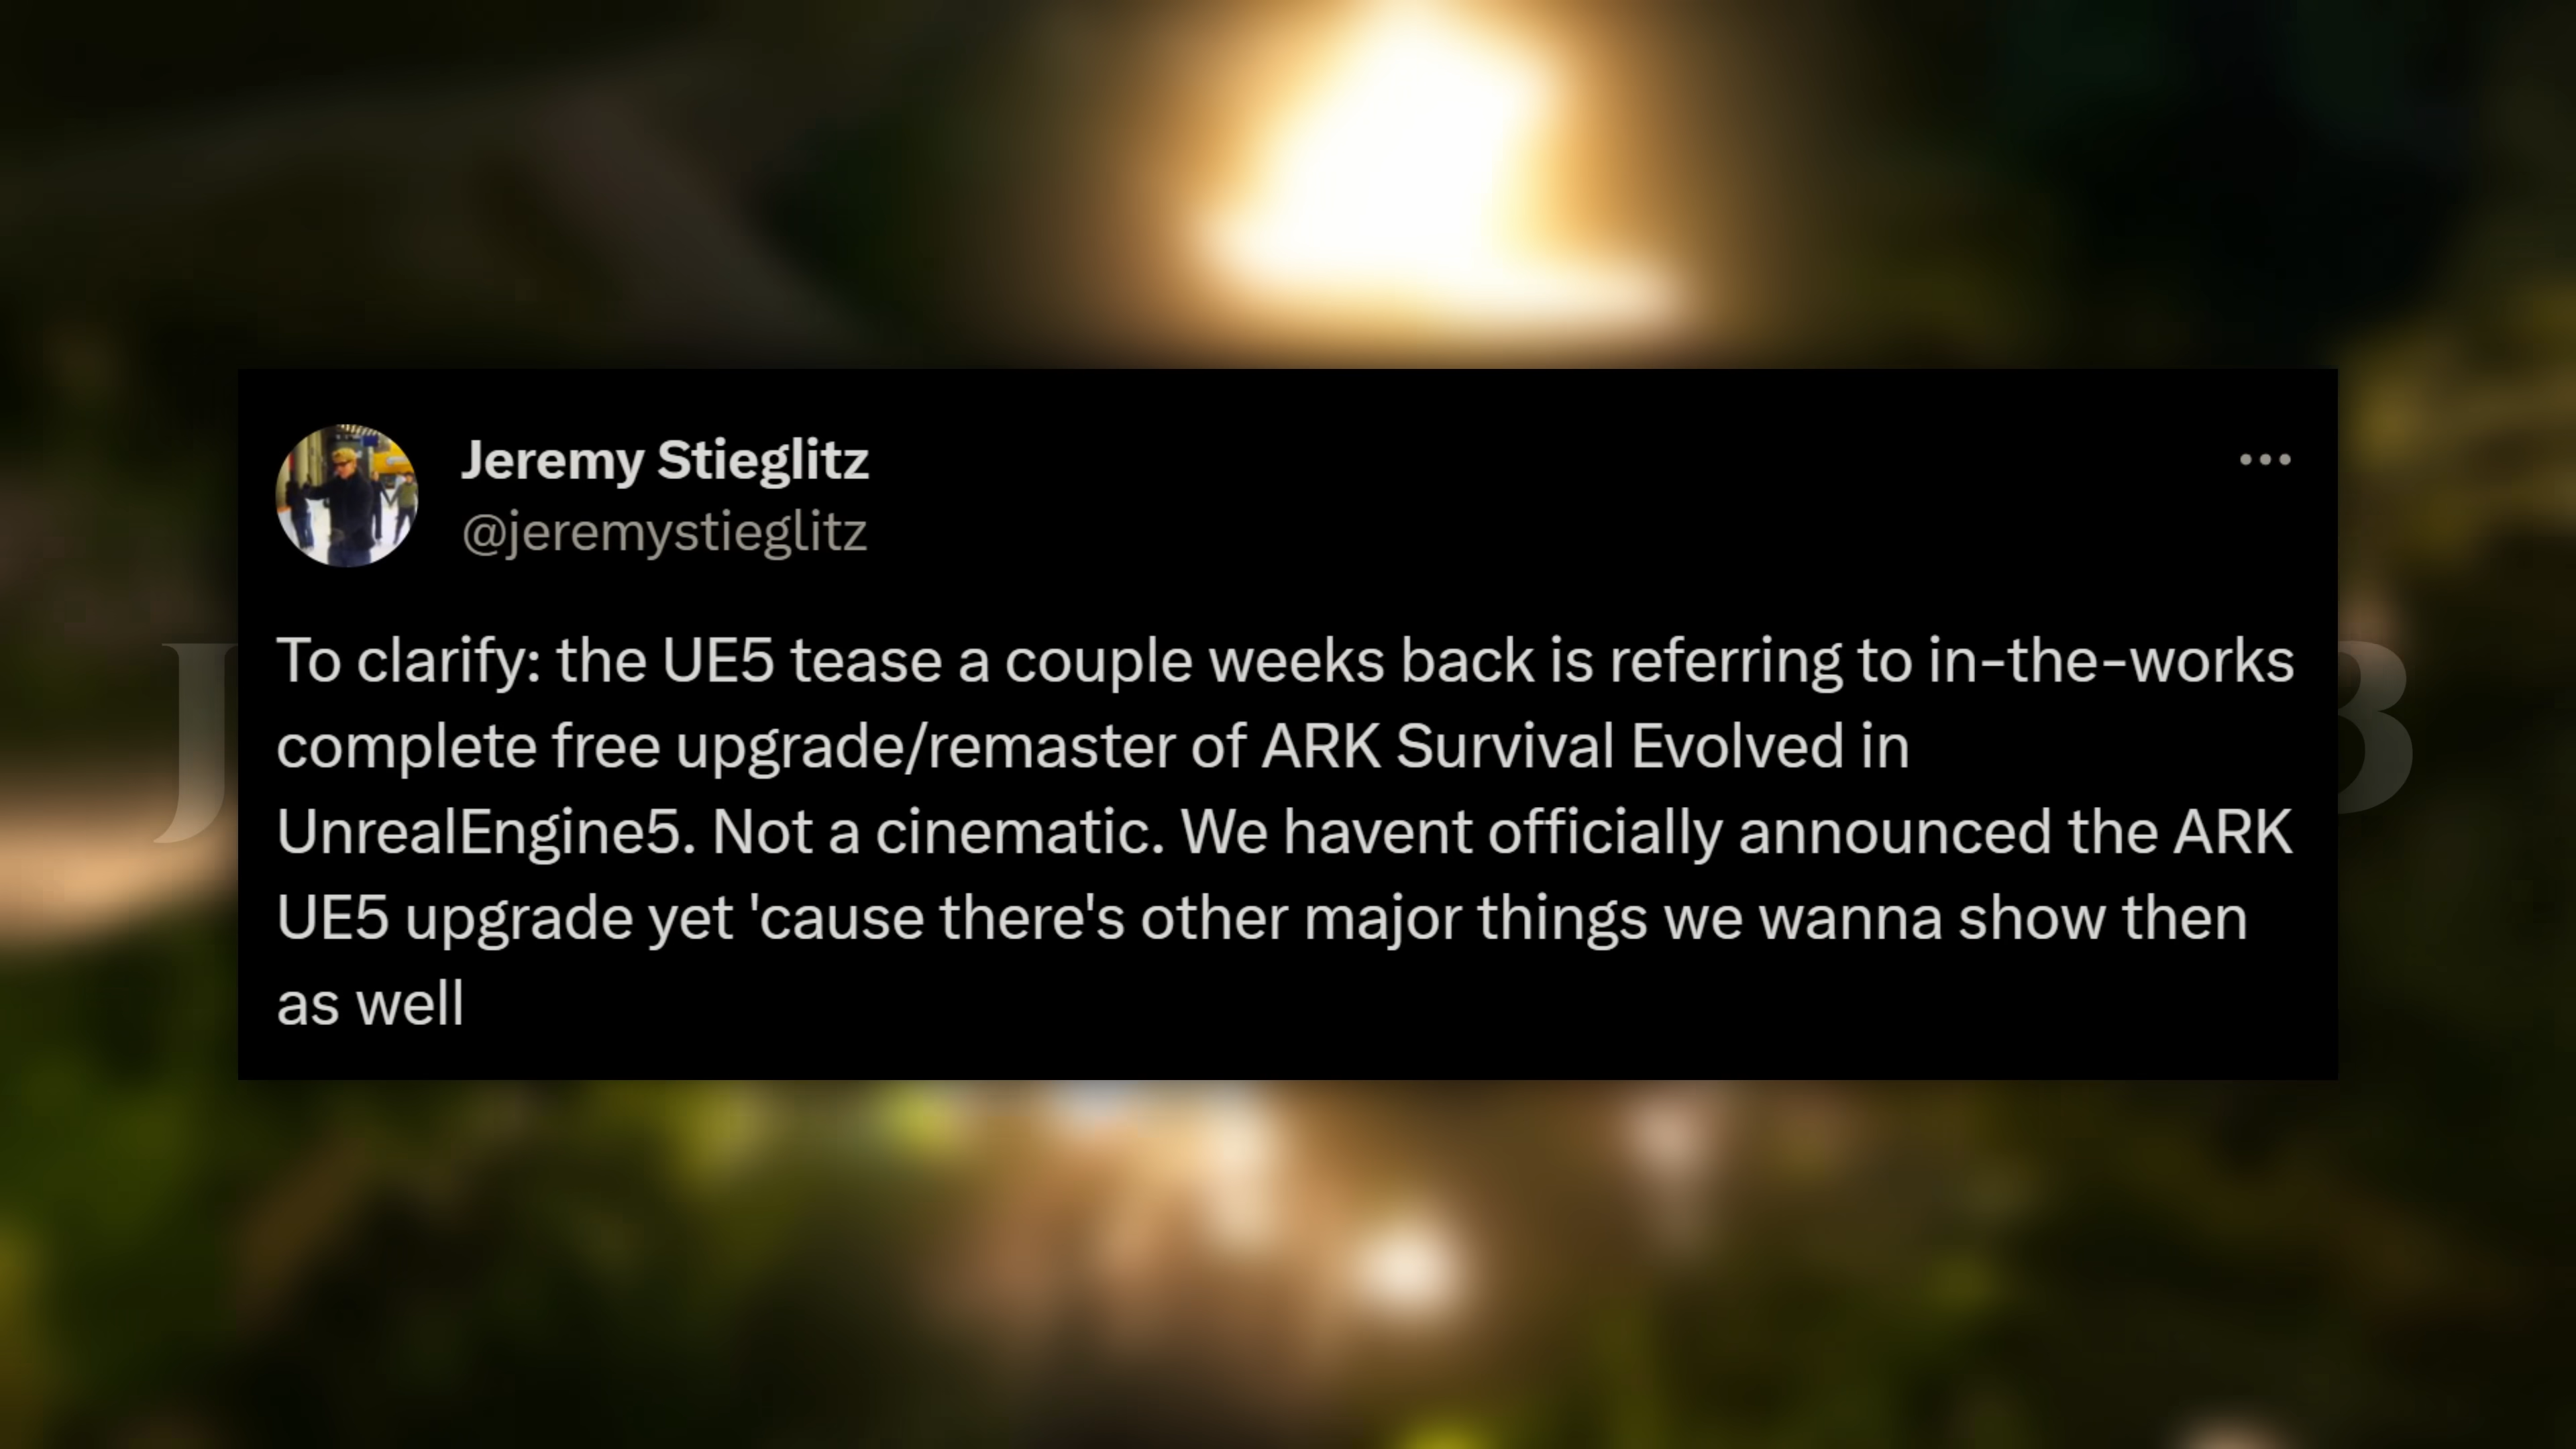 Jeremy Stieglitz
@jeremystieglitz
To clarify: the UE5 tease a couple weeks back is referring to in-the-works
complete free upgrade/remaster of ARK Survival Evolved in
UnrealEngine5. Not a cinematic. We havent officially announced the ARK
UE5 upgrade yet 'cause there's other major things we wanna show then
as well